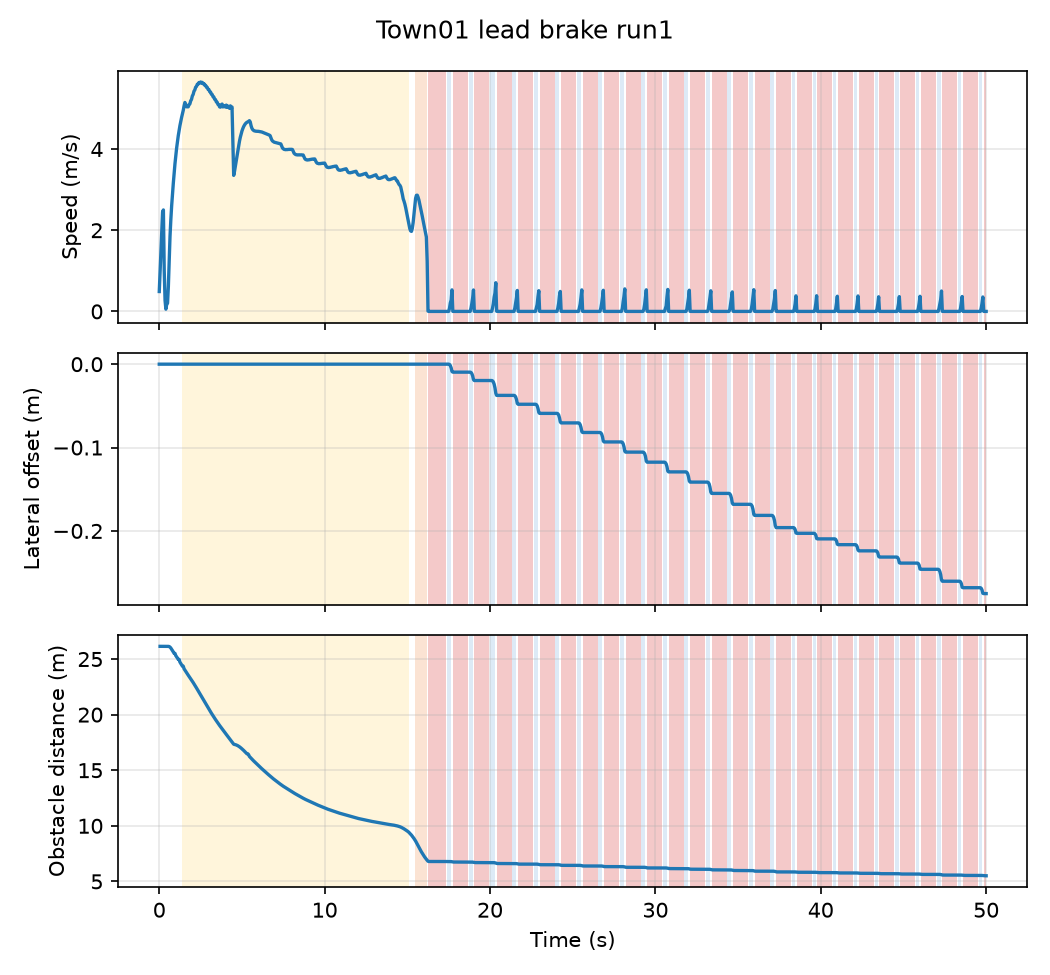 Town01 lead brake run1
Speed (m/s)
4
2
0
Lateral offset (m)
0.0
−0.1
−0.2
Obstacle distance (m)
25
20
15
10
5
0 10 20 30 40 50
Time (s)